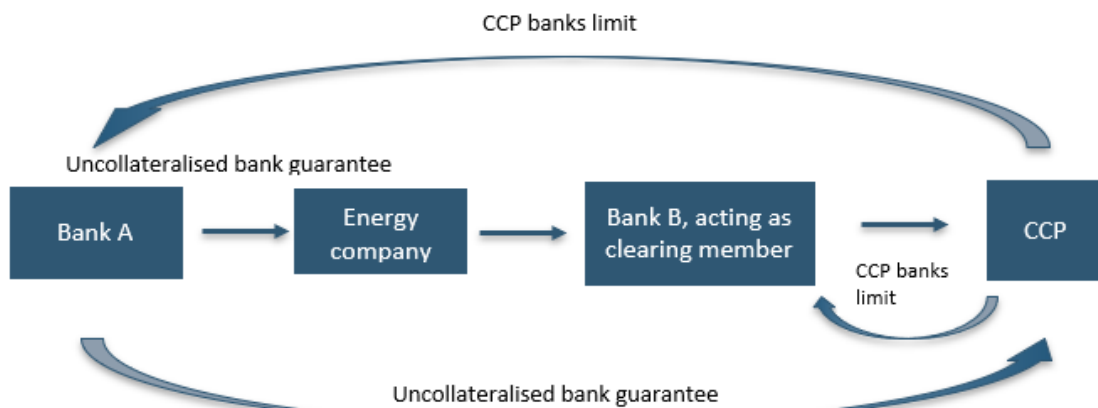 CCP banks limit
Uncollateralised bank guarantee
Bank A
Energy
company
Bank B, acting as
clearing member
CCP
CCP banks
limit
Uncollateralised bank guarantee